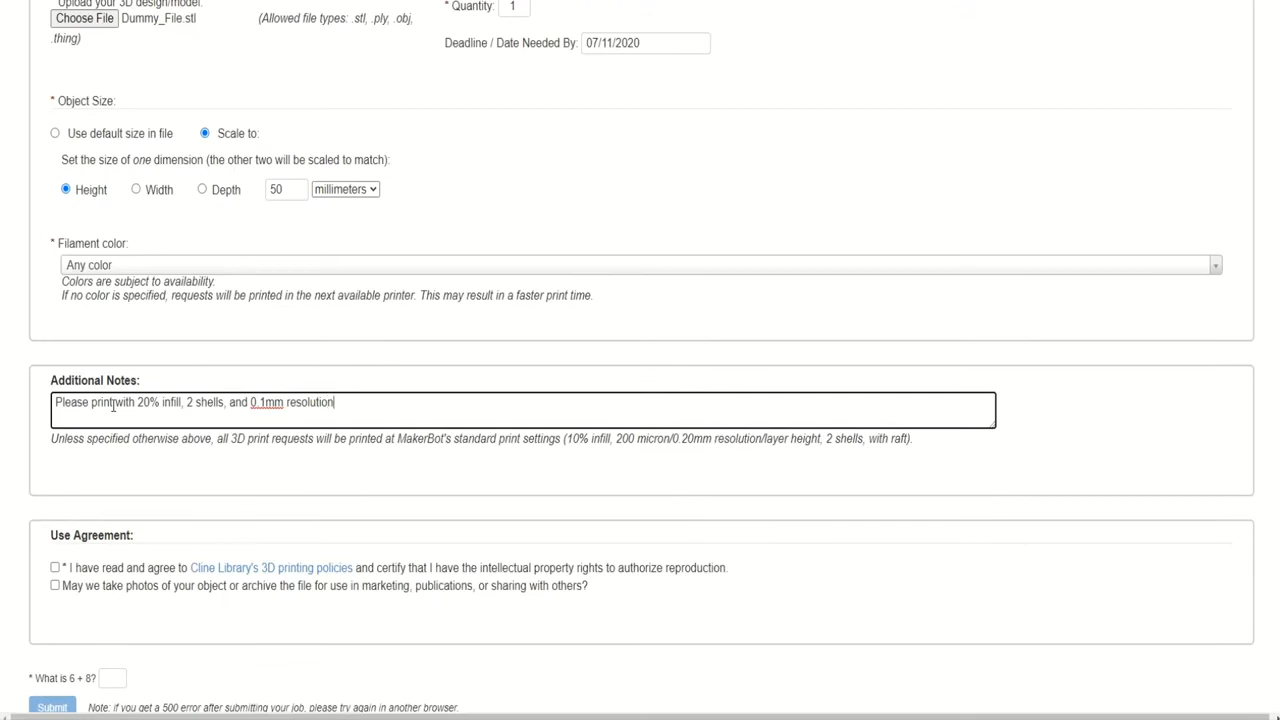 Upload your 3D design/model:
Choose File Dummy_File.stl (Allowed file types: .stl, .ply, .obj, .thing)
* Quantity: 1
Deadline / Date Needed By: 07/11/2020
* Object Size:
Use default size in file Scale to:
Set the size of one dimension (the other two will be scaled to match):
Height Width Depth 50 millimeters
* Filament color:
Any color
Colors are subject to availability.
If no color is specified, requests will be printed in the next available printer. This may result in a faster print time.
Additional Notes:
Please print with 20% infill, 2 shells, and 0.1mm resolution
Unless specified otherwise above, all 3D print requests will be printed at MakerBot's standard print settings (10% infill, 200 micron/0.20mm resolution/layer height, 2 shells, with raft).
Use Agreement:
* I have read and agree to Cline Library's 3D printing policies and certify that I have the intellectual property rights to authorize reproduction.
May we take photos of your object or archive the file for use in marketing, publications, or sharing with others?
* What is 6 + 8?
Submit Note: if you get a 500 error after submitting your job, please try again in another browser.